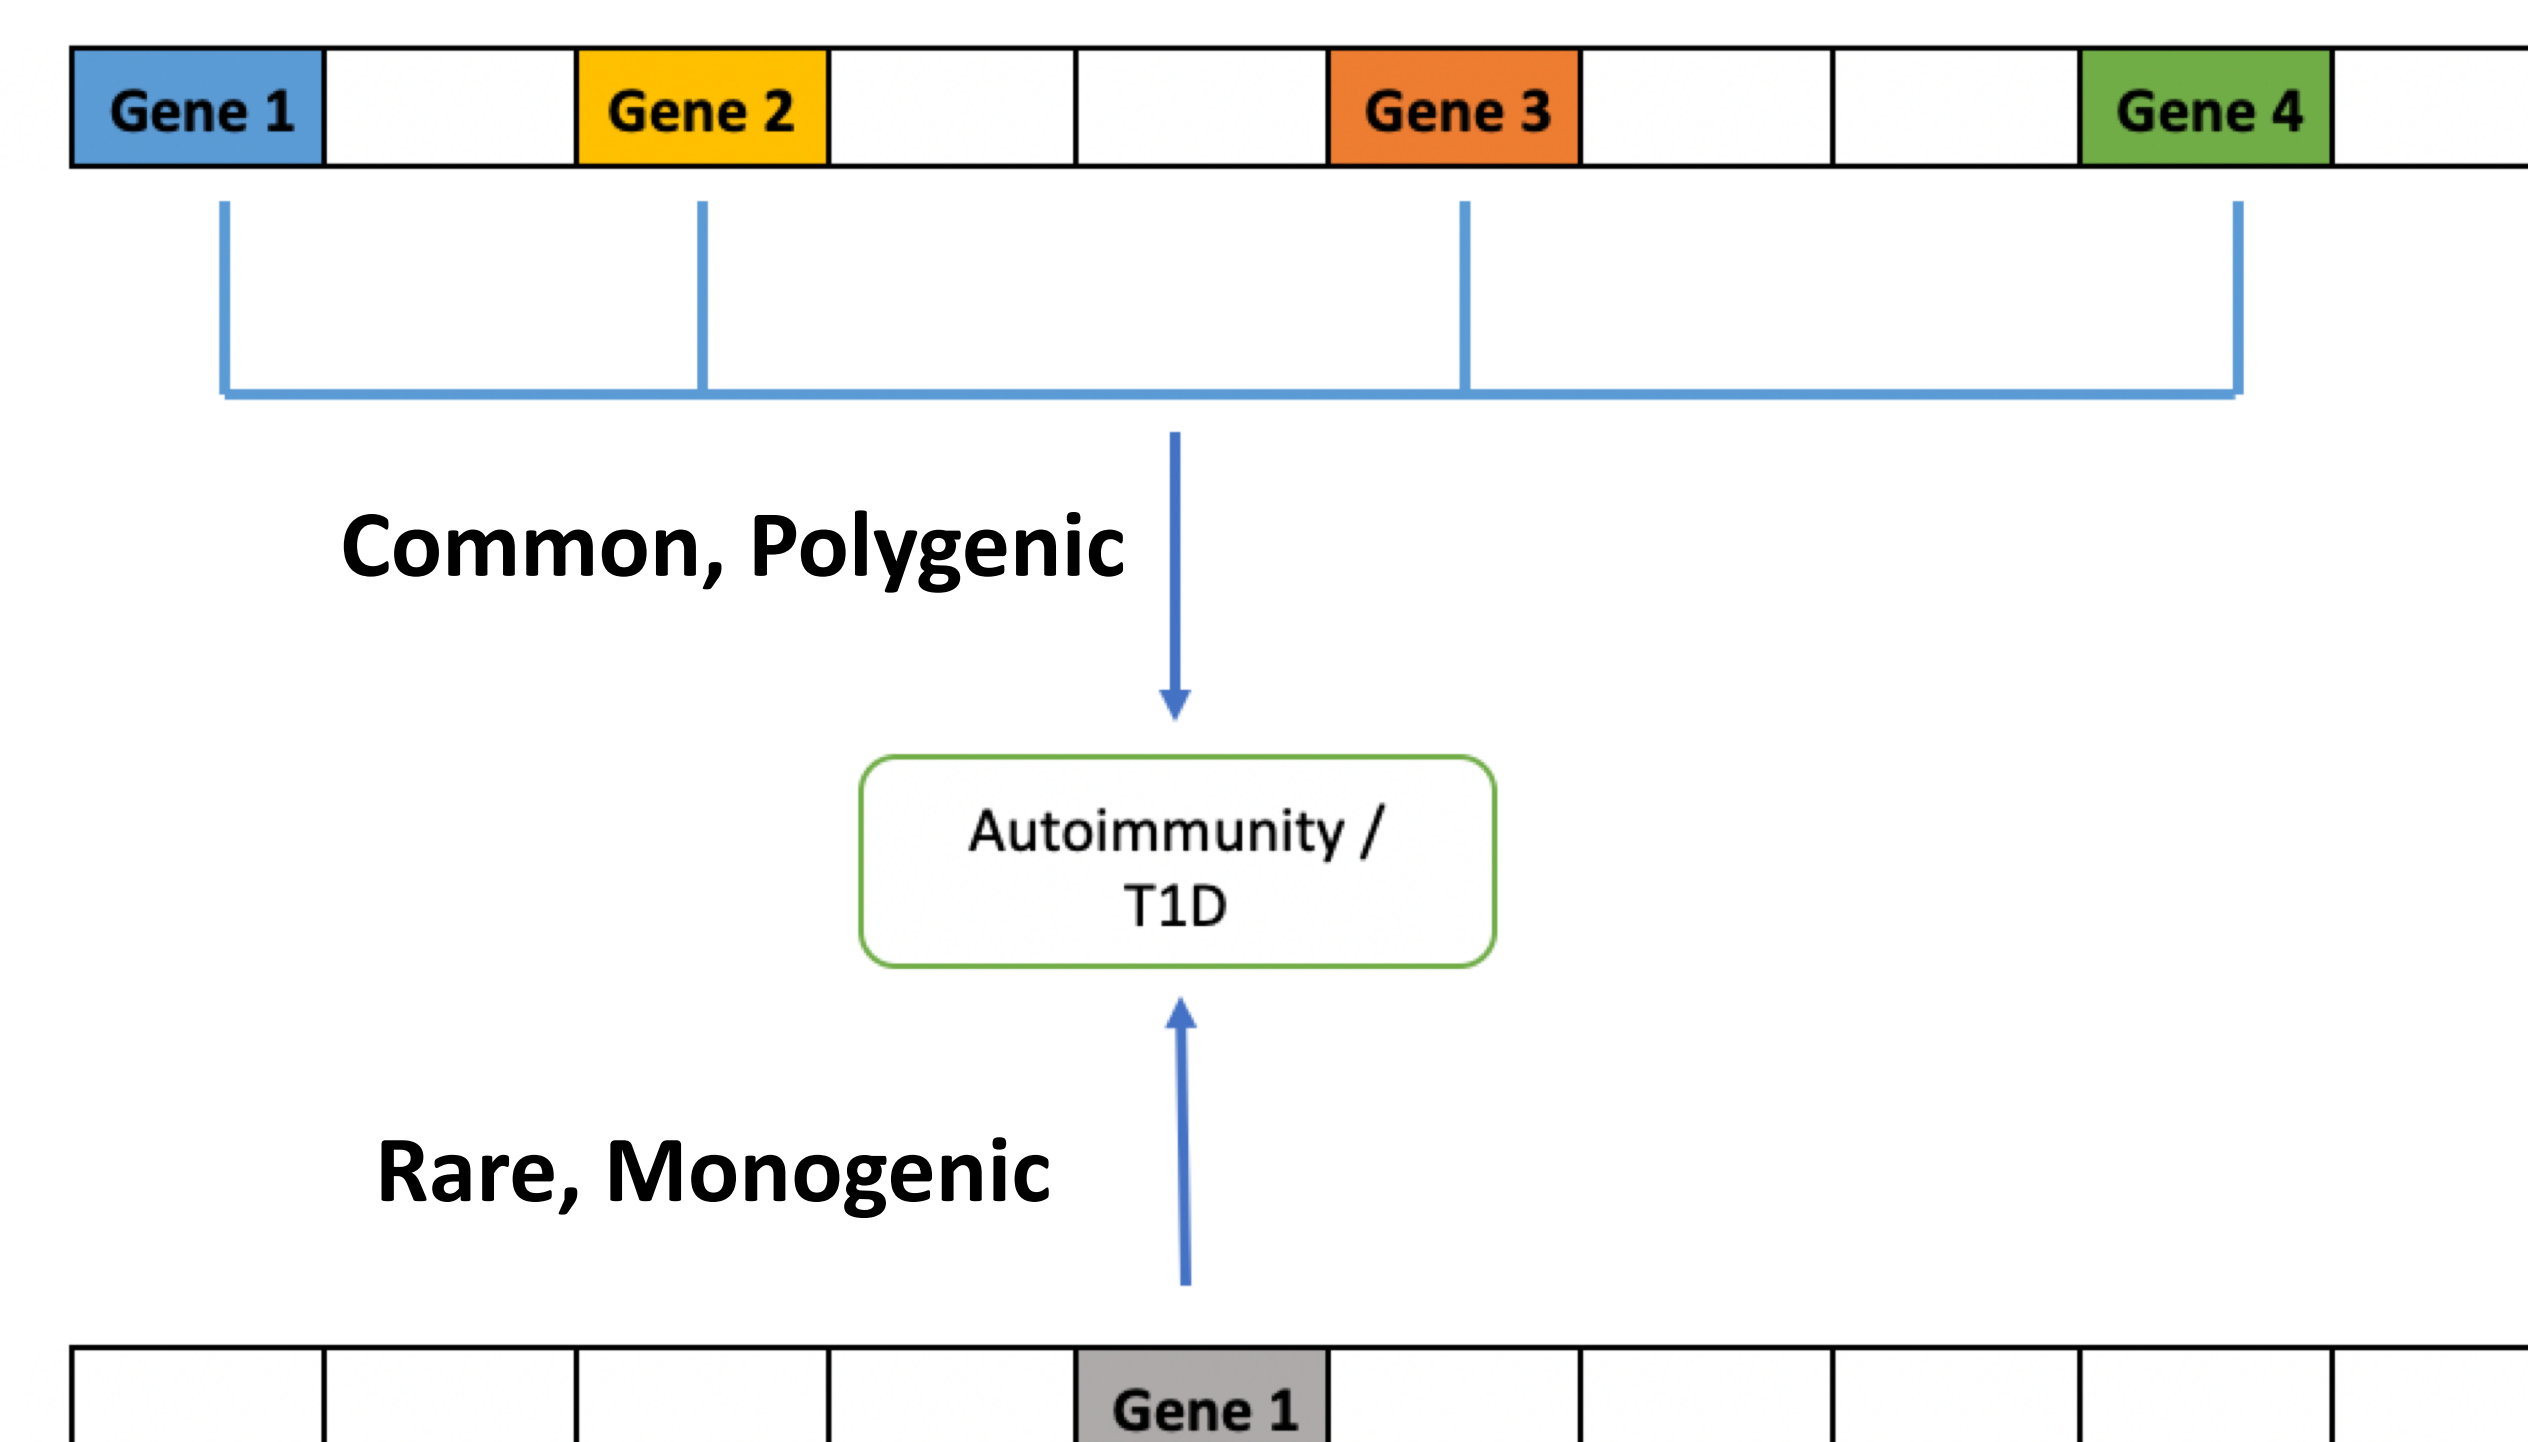 Gene 1 Gene 2 Gene 3 Gene 4
Common, Polygenic
Autoimmunity /
T1D
Rare, Monogenic
Gene 1